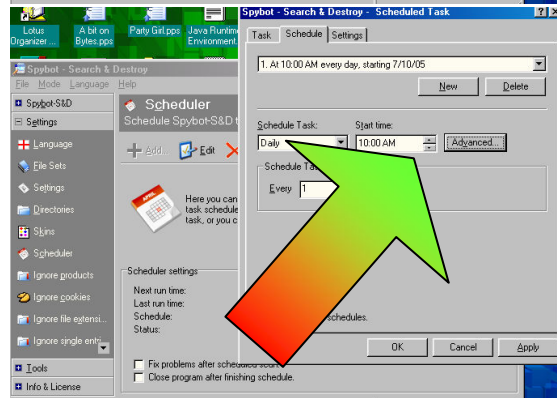 Lotus Organizer ...
A bit on Bytes.pps
Party Girl.pps
Java Runtime Environment
Spybot - Search & Destroy - Scheduled Task
Task Schedule Settings
1. At 10:00 AM every day, starting 7/10/05
New Delete
Schedule Task: Start time:
Daily 10:00 AM Advanced...
Schedule Ta
Every 1
schedules.
OK Cancel Apply
Spybot - Search & Destroy
File Mode Language Help
Spybot-S&D
Settings
Language
File Sets
Settings
Directories
Skins
Scheduler
Ignore products
Ignore cookies
Ignore file extensi...
Ignore single entri
Tools
Info & License
Scheduler
Schedule Spybot-S&D t
Add... Edit
Here you can
task schedule
task, or you c
Scheduler settings
Next run time:
Last run time:
Schedule:
Status:
Fix problems after scheduled scan.
Close program after finishing schedule.